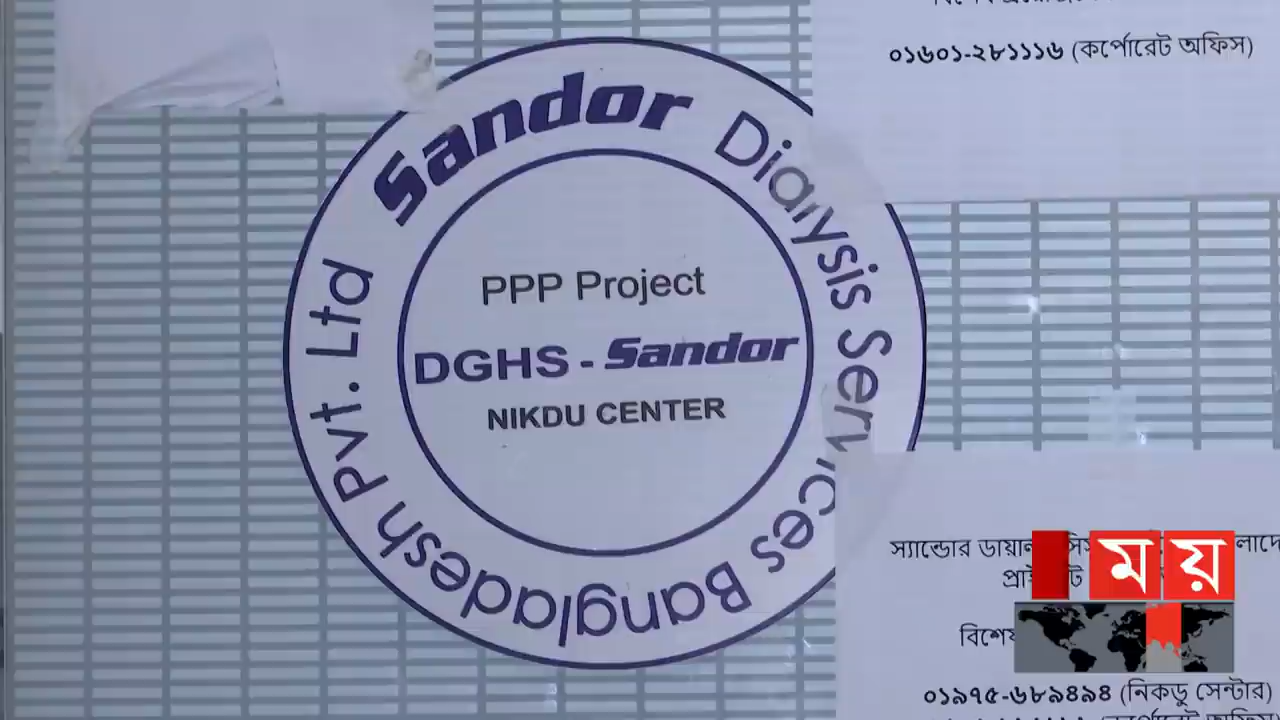 ০১৬০১-২৮১১১৬ (কর্পোরেট অফিস)
Sandor Dialysis Services Bangladesh Pvt. Ltd
PPP Project
DGHS - Sandor
NIKDU CENTER
স্যান্ডোর
ময়
০১৯৭৫-৬৮৯৪৯৪ (নিকডু সেন্টার)